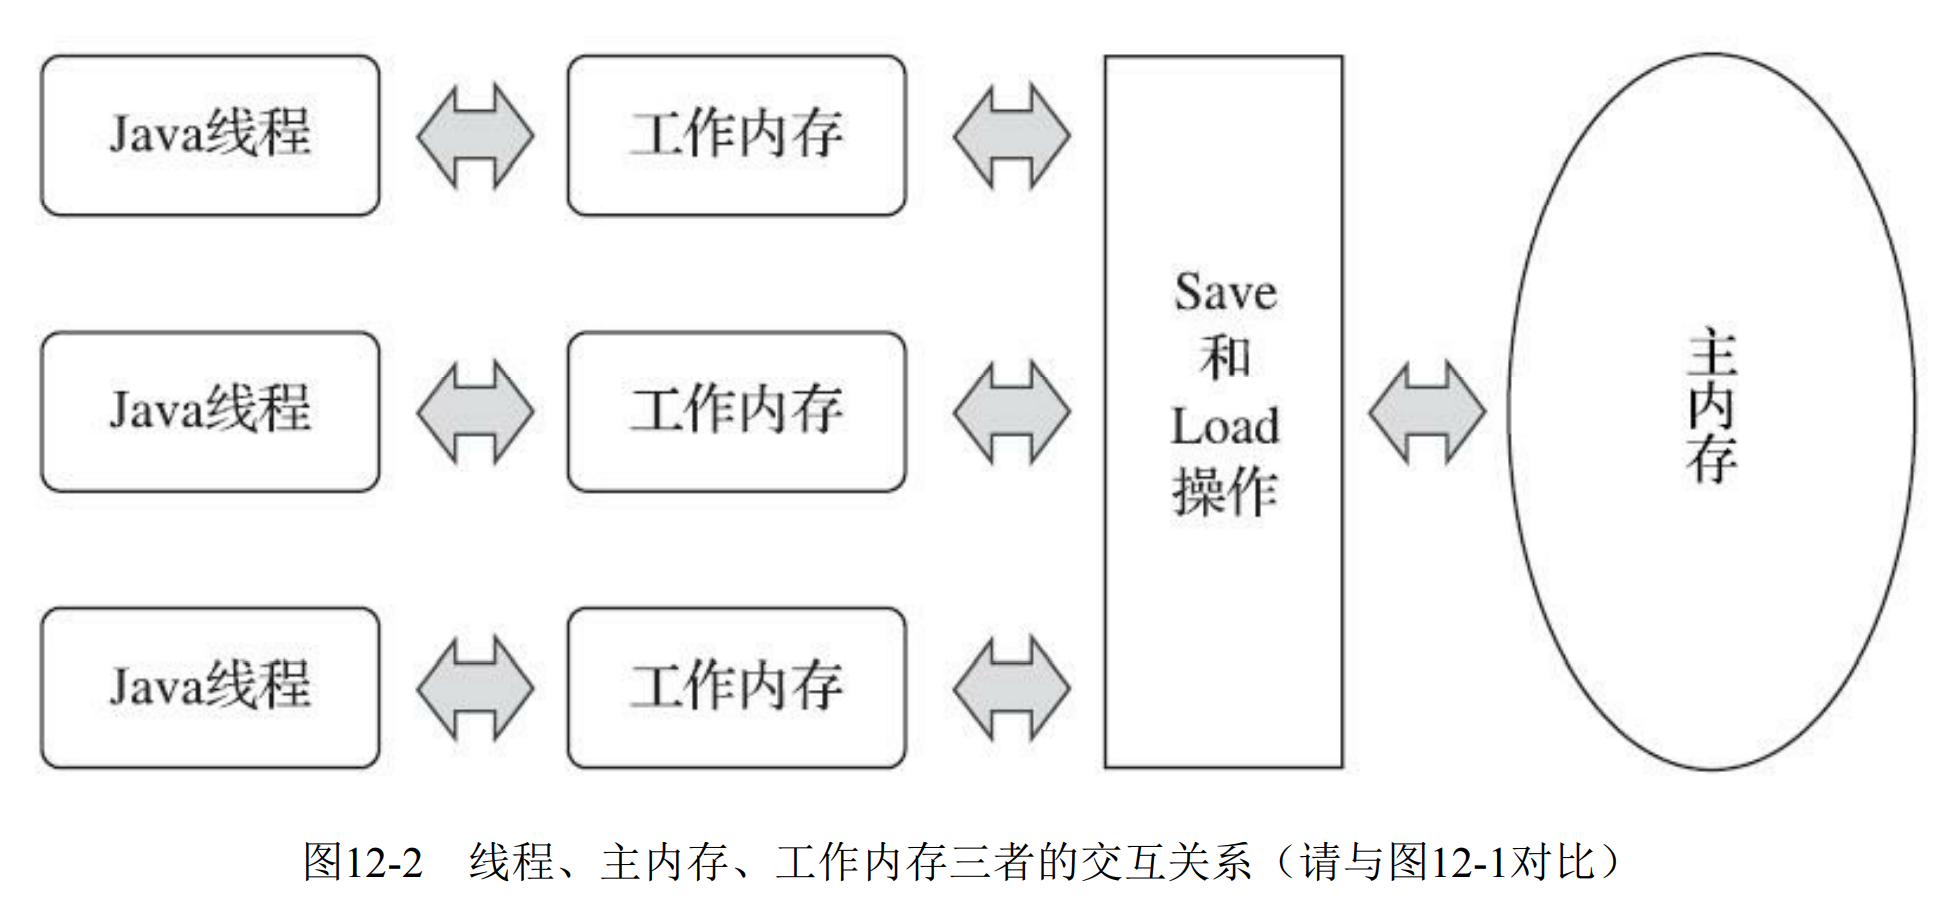 Java线程
工作内存
Java线程
工作内存
Java线程
工作内存
Save
和
Load
操作
主内存
图12-2 线程、主内存、工作内存三者的交互关系（请与图12-1对比）